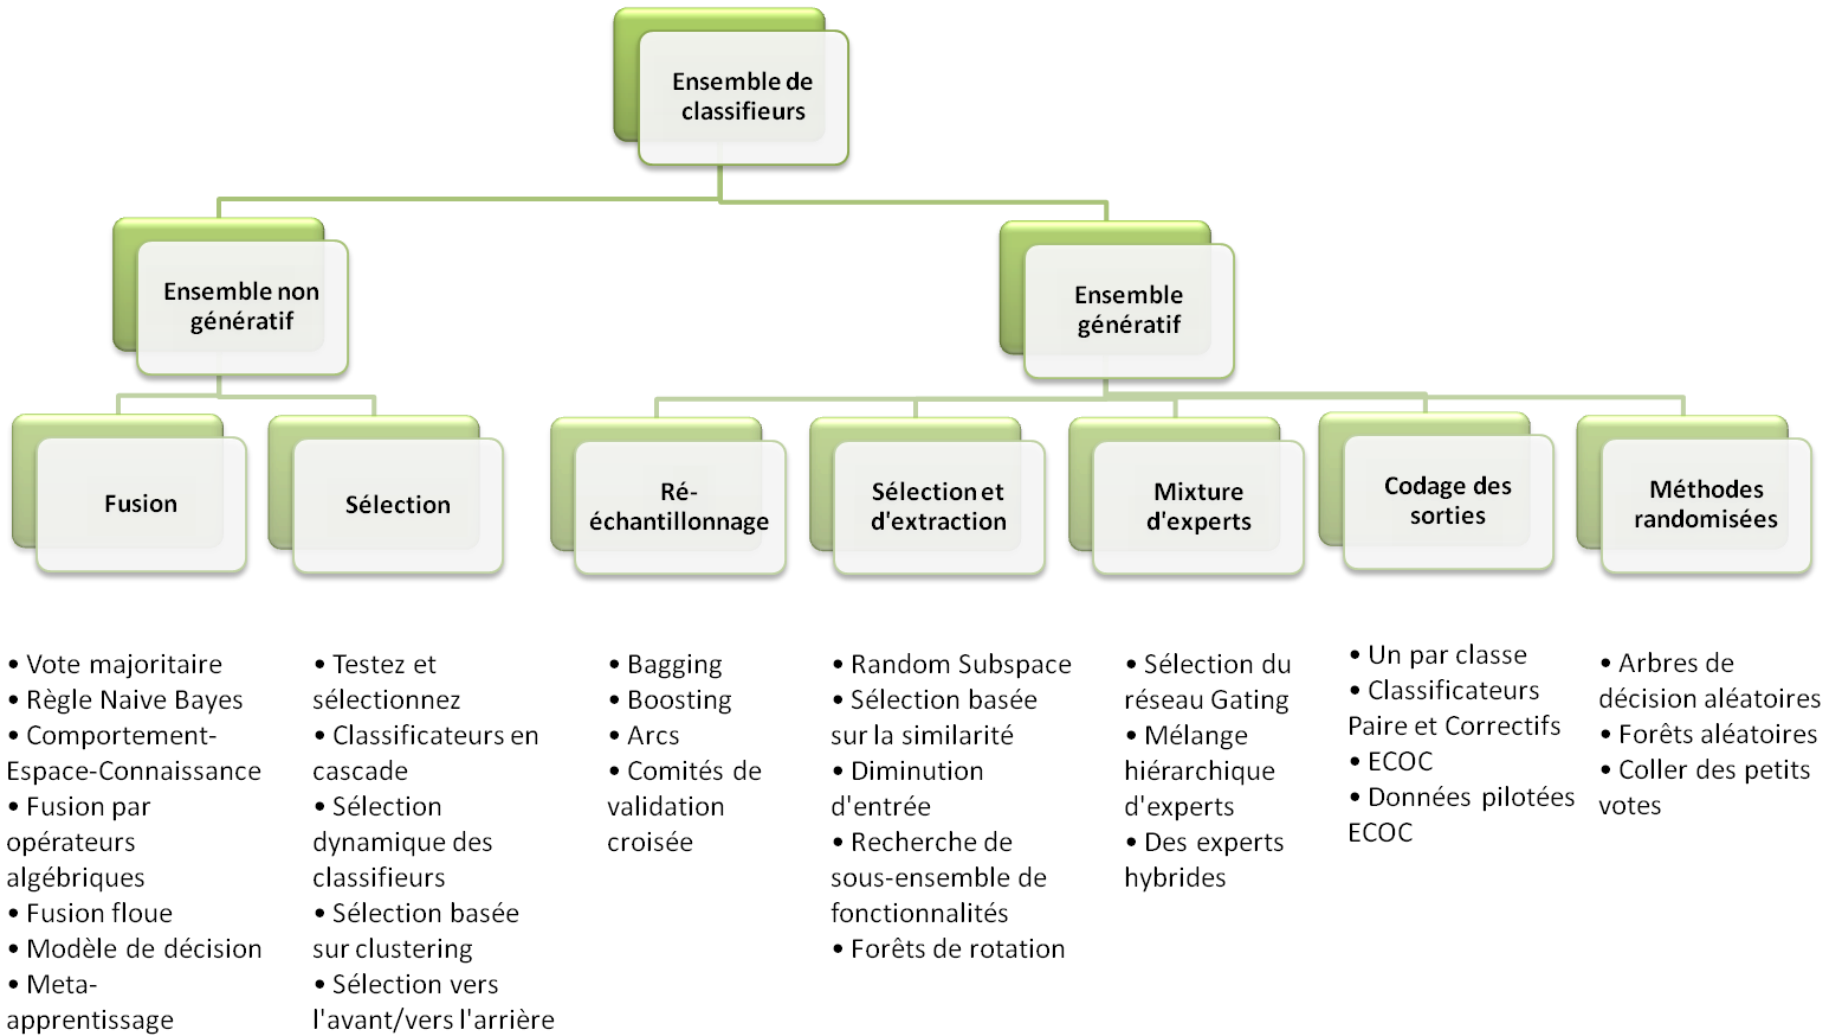 Ensemble de
classifieurs
Ensemble non
génératif
Ensemble
génératif
Fusion
Sélection
Ré-
échantillonnage
Sélection et
d'extraction
Mixture
d'experts
Codage des
sorties
Méthodes
randomisées
• Vote majoritaire
• Règle Naive Bayes
• Comportement-
Espace-Connaissance
• Fusion par
opérateurs
algébriques
• Fusion floue
• Modèle de décision
• Meta-
apprentissage
• Testez et
sélectionnez
• Classificateurs en
cascade
• Sélection
dynamique des
classifieurs
• Sélection basée
sur clustering
• Sélection vers
l'avant/vers l'arrière
• Bagging
• Boosting
• Arcs
• Comités de
validation
croisée
• Random Subspace
• Sélection basée
sur la similarité
• Diminution
d'entrée
• Recherche de
sous-ensemble de
fonctionnalités
• Forêts de rotation
• Sélection du
réseau Gating
• Mélange
hiérarchique
d'experts
• Des experts
hybrides
• Un par classe
• Classificateurs
Paire et Correctifs
• ECOC
• Données pilotées
ECOC
• Arbres de
décision aléatoires
• Forêts aléatoires
• Coller des petits
votes